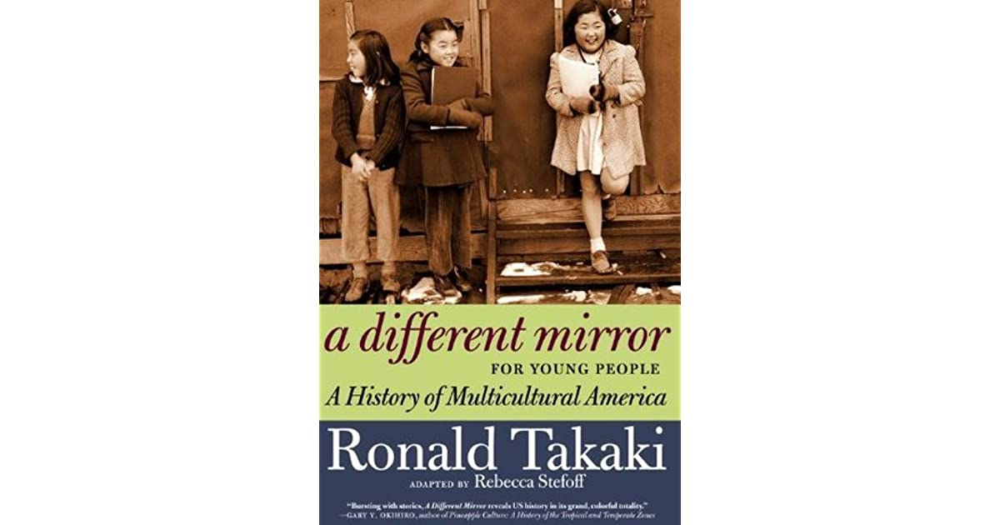 a different mirror
FOR YOUNG PEOPLE
A History of Multicultural America
Ronald Takaki
ADAPTED BY Rebecca Stefoff
“Bursting with stories, A Different Mirror reveals US history in its grand, colorful totality.”
—GARY Y. OKIHIRO, author of Pineapple Culture: A History of the Tropical and Temperate Zones